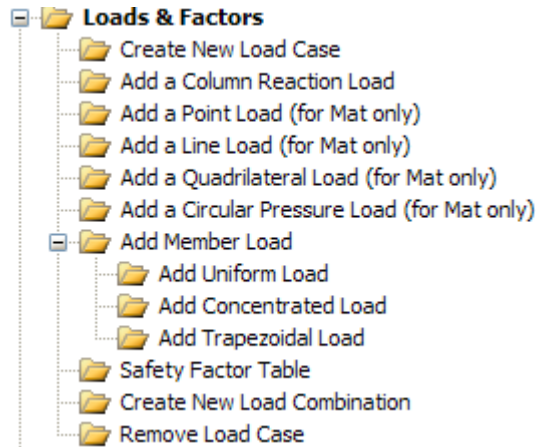 Loads & Factors
Create New Load Case
Add a Column Reaction Load
Add a Point Load (for Mat only)
Add a Line Load (for Mat only)
Add a Quadrilateral Load (for Mat only)
Add a Circular Pressure Load (for Mat only)
Add Member Load
Add Uniform Load
Add Concentrated Load
Add Trapezoidal Load
Safety Factor Table
Create New Load Combination
Remove Load Case